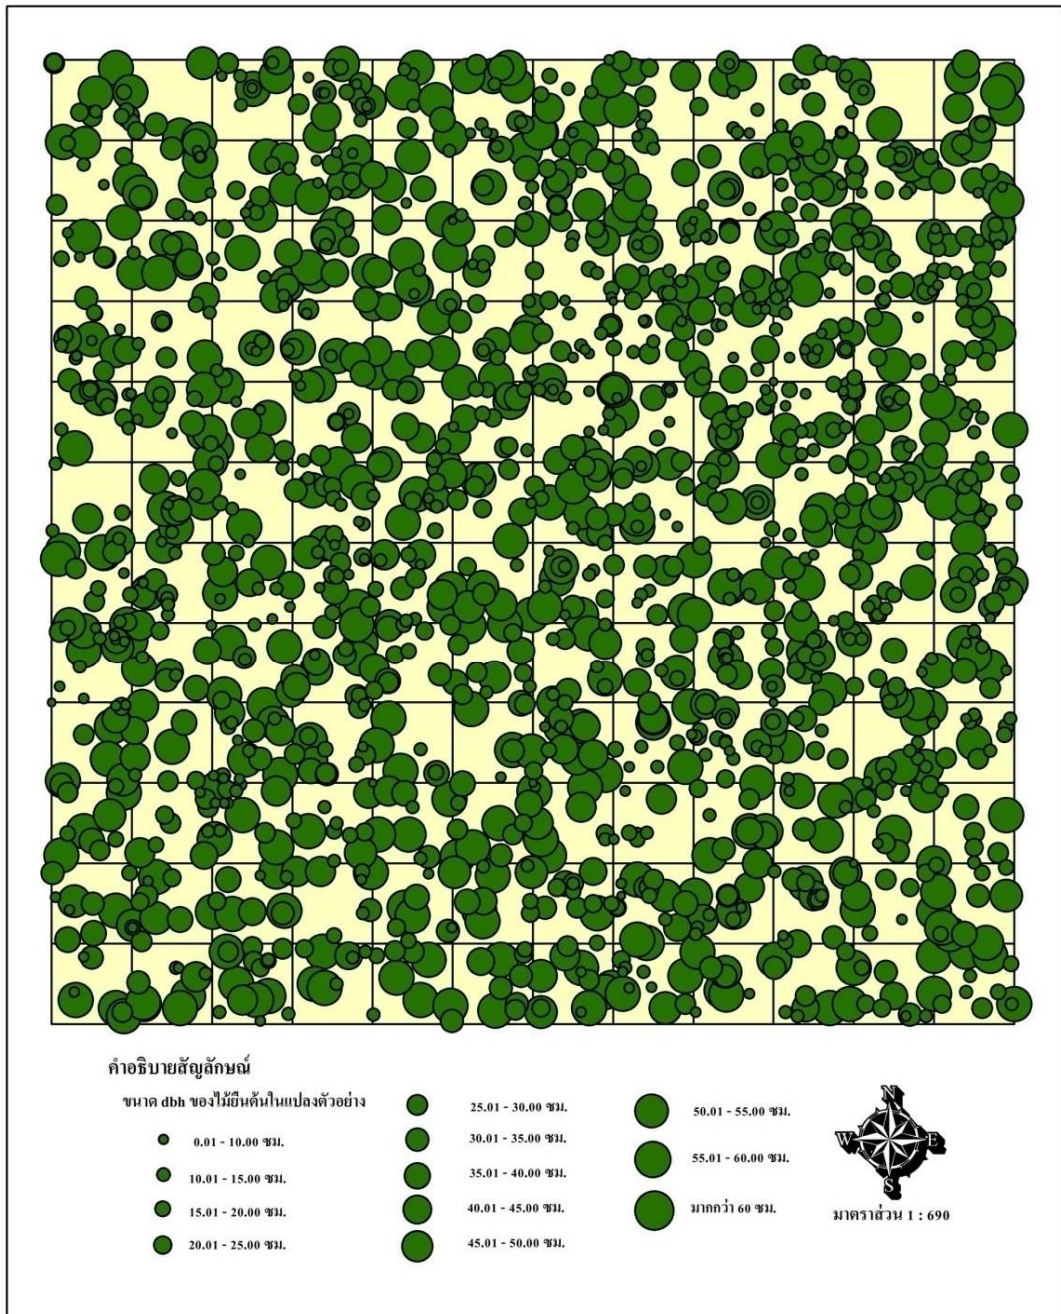 คำอธิบายสัญลักษณ์
ขนาด dbh ของไม้ยืนต้นในแปลงตัวอย่าง
0.01 - 10.00 ซม.
10.01 - 15.00 ซม.
15.01 - 20.00 ซม.
20.01 - 25.00 ซม.
25.01 - 30.00 ซม.
30.01 - 35.00 ซม.
35.01 - 40.00 ซม.
40.01 - 45.00 ซม.
45.01 - 50.00 ซม.
50.01 - 55.00 ซม.
55.01 - 60.00 ซม.
มากกว่า 60 ซม.
N
W E
S
มาตราส่วน 1 : 690